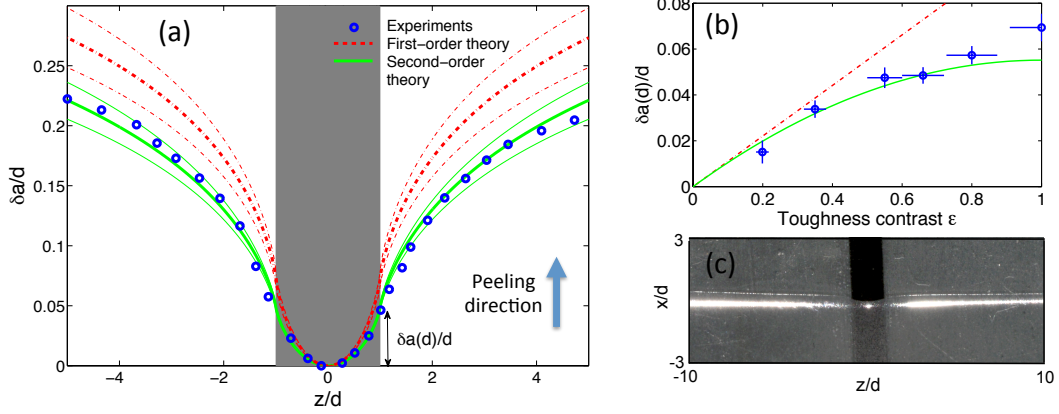 (a)
Experiments
First−order theory
Second−order
theory
0.25
0.2
0.15
0.1
0.05
0
δa/d
Peeling
direction
δa(d)/d
−4
−2
0
2
4
z/d
(b)
0.08
0.06
0.04
0.02
0
δa(d)/d
0
0.2
0.4
0.6
0.8
1
Toughness contrast ε
(c)
3
x/d
-3
-10
z/d
10